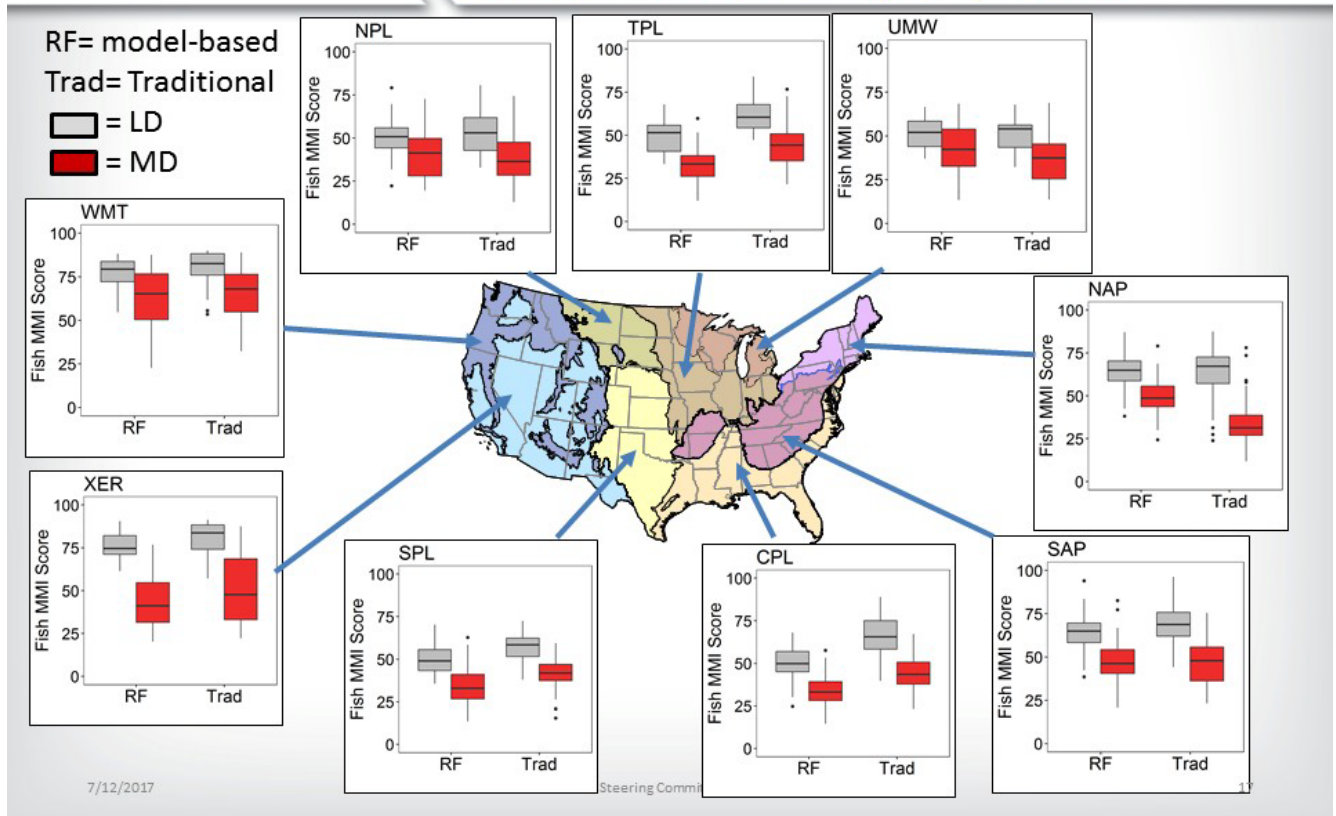 RF= model-based
Trad= Traditional
= LD
= MD
NPL
Fish MMI Score
100
75
50
25
0
RF Trad
TPL
Fish MMI Score
100
75
50
25
0
RF Trad
UMW
Fish MMI Score
100
75
50
25
0
RF Trad
WMT
Fish MMI Score
100
75
50
25
0
RF Trad
NAP
Fish MMI Score
100
75
50
25
0
RF Trad
XER
Fish MMI Score
100
75
50
25
0
RF Trad
SPL
Fish MMI Score
100
75
50
25
0
RF Trad
CPL
Fish MMI Score
100
75
50
25
0
RF Trad
SAP
Fish MMI Score
100
75
50
25
0
RF Trad
7/12/2017
Steering
17